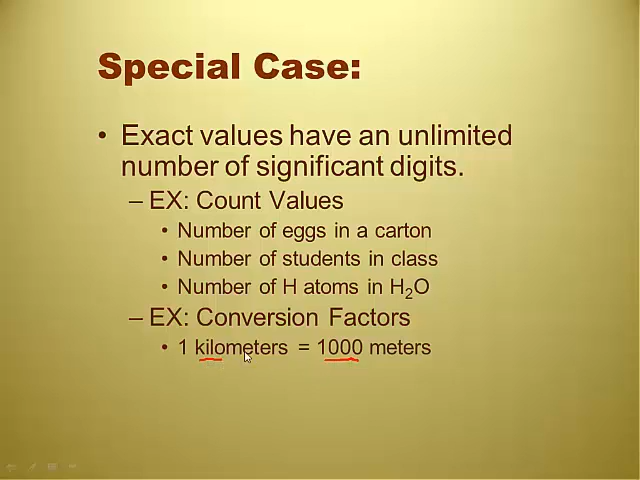 Special Case:
• Exact values have an unlimited
number of significant digits.
– EX: Count Values
• Number of eggs in a carton
• Number of students in class
• Number of H atoms in H₂O
– EX: Conversion Factors
• 1 kilometers = 1000 meters